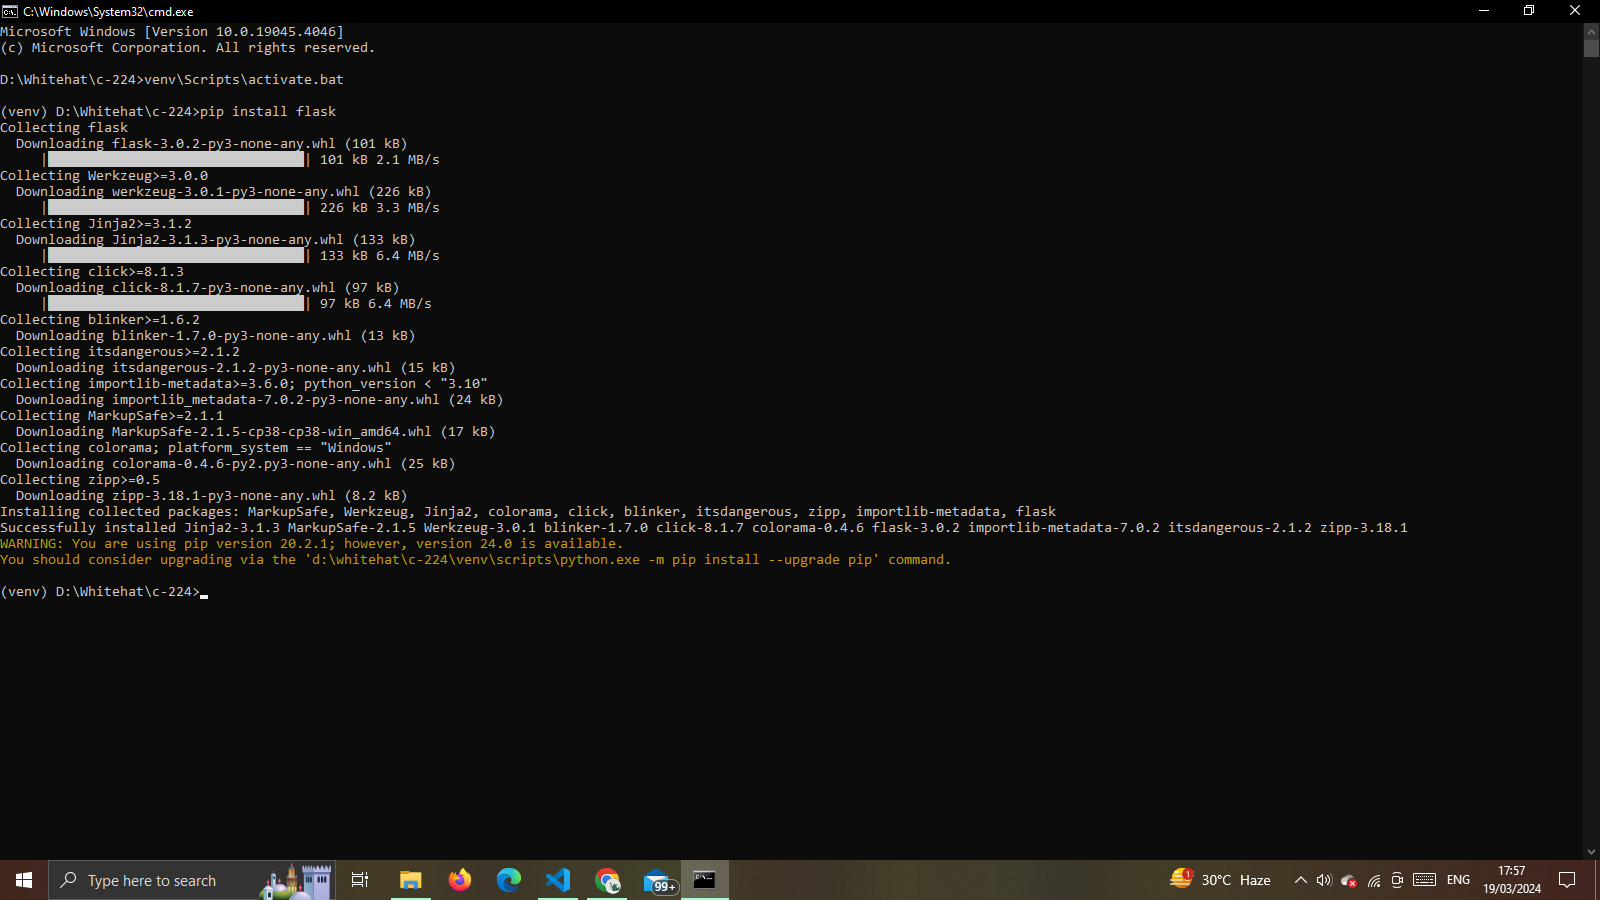 C:\Windows\System32\cmd.exe
Microsoft Windows [Version 10.0.19045.4046]
(c) Microsoft Corporation. All rights reserved.
D:\Whitehat\c-224>venv\Scripts\activate.bat
(venv) D:\Whitehat\c-224>pip install flask
Collecting flask
  Downloading flask-3.0.2-py3-none-any.whl (101 kB)
     |████████████████████████████████| 101 kB 2.1 MB/s
Collecting Werkzeug>=3.0.0
  Downloading werkzeug-3.0.1-py3-none-any.whl (226 kB)
     |████████████████████████████████| 226 kB 3.3 MB/s
Collecting Jinja2>=3.1.2
  Downloading Jinja2-3.1.3-py3-none-any.whl (133 kB)
     |████████████████████████████████| 133 kB 6.4 MB/s
Collecting click>=8.1.3
  Downloading click-8.1.7-py3-none-any.whl (97 kB)
     |████████████████████████████████| 97 kB 6.4 MB/s
Collecting blinker>=1.6.2
  Downloading blinker-1.7.0-py3-none-any.whl (13 kB)
Collecting itsdangerous>=2.1.2
  Downloading itsdangerous-2.1.2-py3-none-any.whl (15 kB)
Collecting importlib-metadata>=3.6.0; python_version < "3.10"
  Downloading importlib_metadata-7.0.2-py3-none-any.whl (24 kB)
Collecting MarkupSafe>=2.1.1
  Downloading MarkupSafe-2.1.5-cp38-cp38-win_amd64.whl (17 kB)
Collecting colorama; platform_system == "Windows"
  Downloading colorama-0.4.6-py2.py3-none-any.whl (25 kB)
Collecting zipp>=0.5
  Downloading zipp-3.18.1-py3-none-any.whl (8.2 kB)
Installing collected packages: MarkupSafe, Werkzeug, Jinja2, colorama, click, blinker, itsdangerous, zipp, importlib-metadata, flask
Successfully installed Jinja2-3.1.3 MarkupSafe-2.1.5 Werkzeug-3.0.1 blinker-1.7.0 click-8.1.7 colorama-0.4.6 flask-3.0.2 importlib-metadata-7.0.2 itsdangerous-2.1.2 zipp-3.18.1
WARNING: You are using pip version 20.2.1; however, version 24.0 is available.
You should consider upgrading via the 'd:\whitehat\c-224\venv\scripts\python.exe -m pip install --upgrade pip' command.
(venv) D:\Whitehat\c-224>
Type here to search
99+
1
30°C Haze
ENG
17:57
19/03/2024